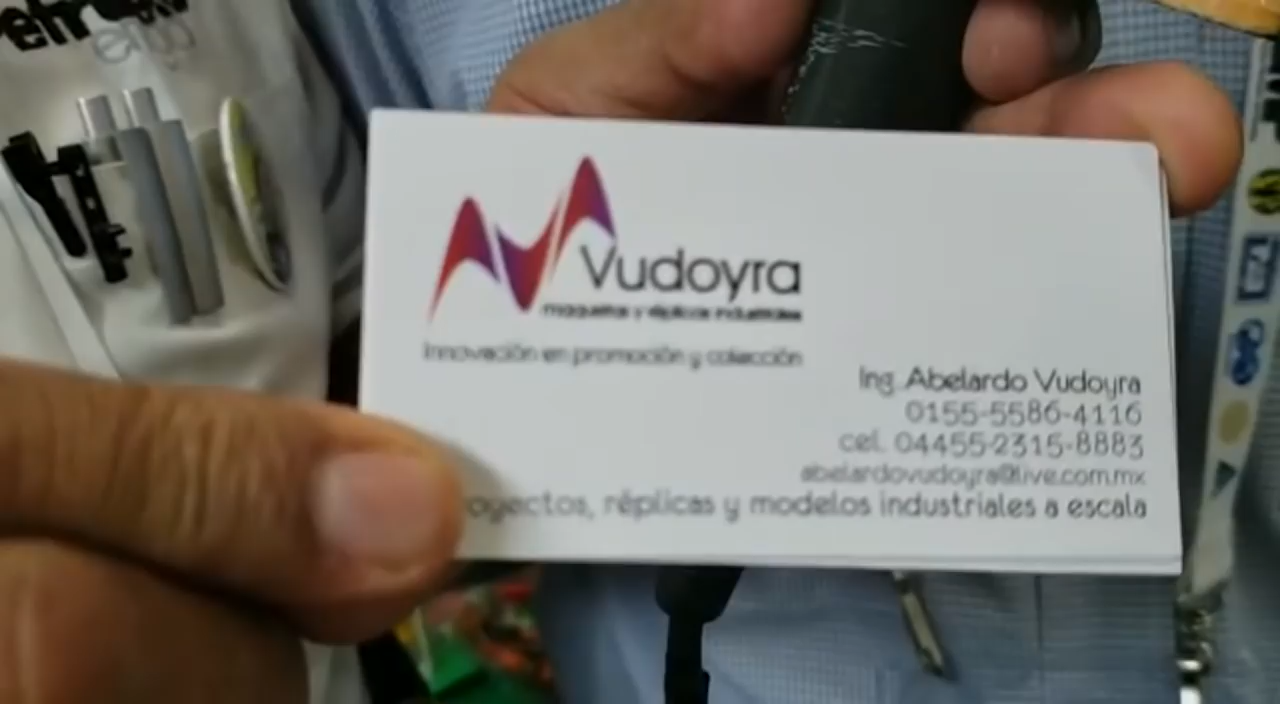 Vudoyra
maquetas y réplicas industriales
Innovación en promoción y colección
Ing. Abelardo Vudoyra
0155-5586-4116
cel. 04455-2315-8883
abelardovudoyra@live.com.mx
oyectos, réplicas y modelos industriales a escala